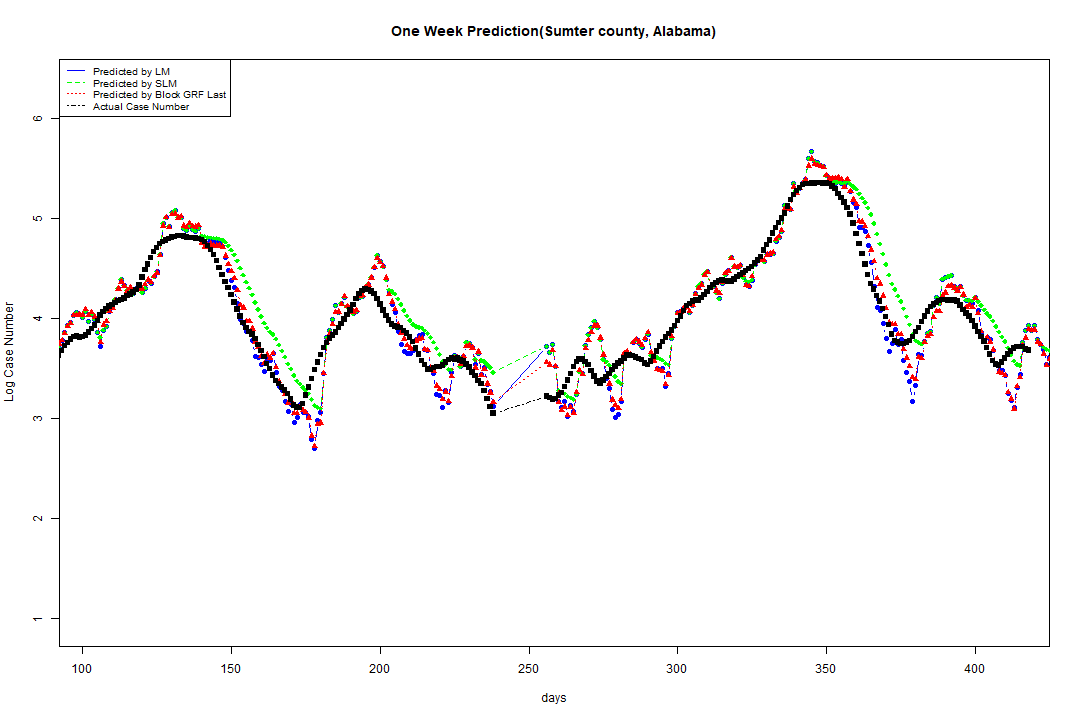 One Week Prediction(Sumter county, Alabama)
Predicted by LM
Predicted by SLM
Predicted by Block GRF Last
Actual Case Number
Log Case Number
6
5
4
3
2
1
100 150 200 250 300 350 400
days